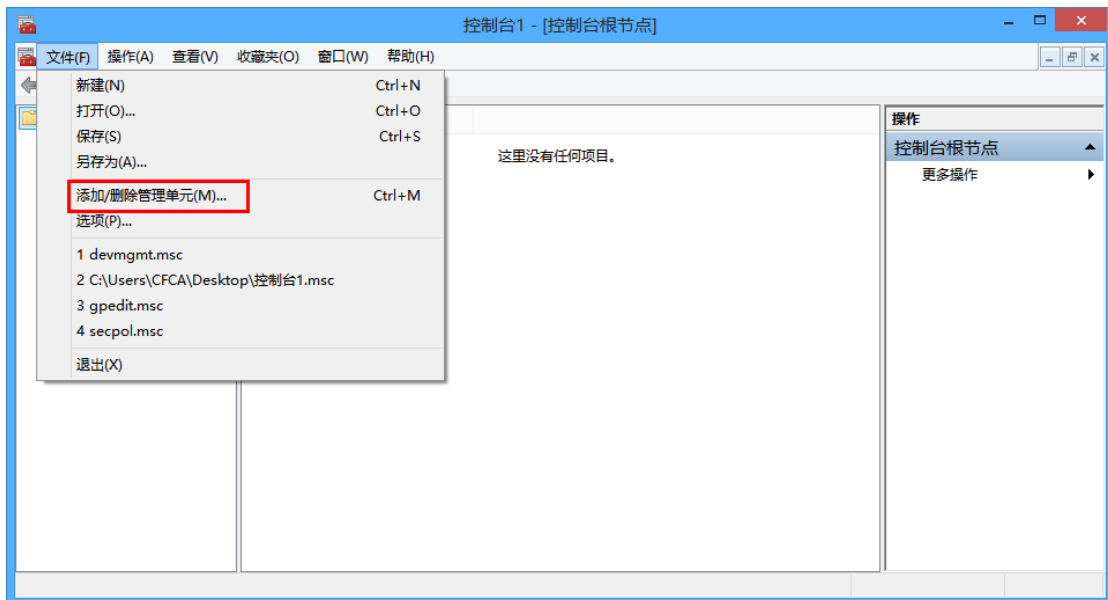 控制台1 - [控制台根节点]
文件(F) 操作(A) 查看(V) 收藏夹(O) 窗口(W) 帮助(H)
新建(N) Ctrl+N
打开(O)... Ctrl+O
保存(S) Ctrl+S
另存为(A)...
添加/删除管理单元(M)... Ctrl+M
选项(P)...
1 devmgmt.msc
2 C:\Users\CFCA\Desktop\控制台1.msc
3 gpedit.msc
4 secpol.msc
退出(X)
这里没有任何项目。
操作
控制台根节点
更多操作